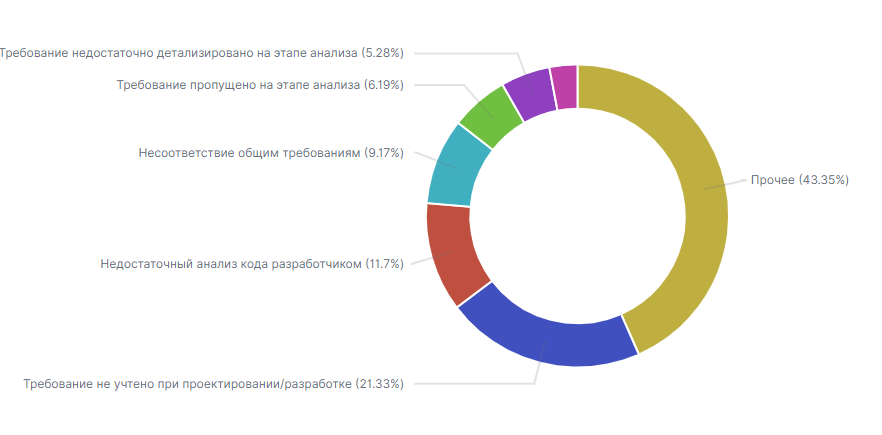 Требование недостаточно детализировано на этапе анализа (5.28%)
Требование пропущено на этапе анализа (6.19%)
Несоответствие общим требованиям (9.17%)
Прочее (43.35%)
Недостаточный анализ кода разработчиком (11.7%)
Требование не учтено при проектировании/разработке (21.33%)